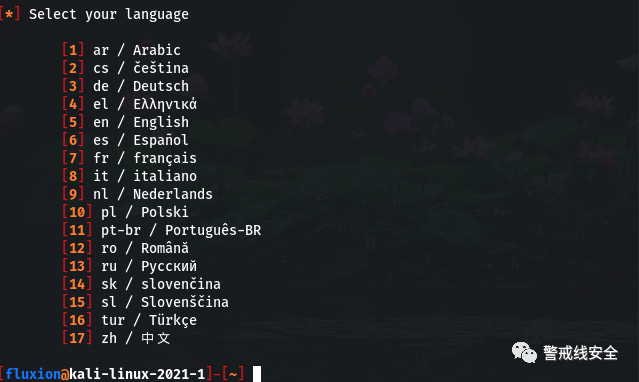 [*] Select your language
[1] ar / Arabic
[2] cs / čeština
[3] de / Deutsch
[4] el / Ελληνικά
[5] en / English
[6] es / Español
[7] fr / français
[8] it / italiano
[9] nl / Nederlands
[10] pl / Polski
[11] pt-br / Português-BR
[12] ro / Română
[13] ru / Русский
[14] sk / slovenčina
[15] sl / Slovenščina
[16] tur / Türkçe
[17] zh / 中文
警戒线安全
[fluxion@kali-linux-2021-1]-[~]